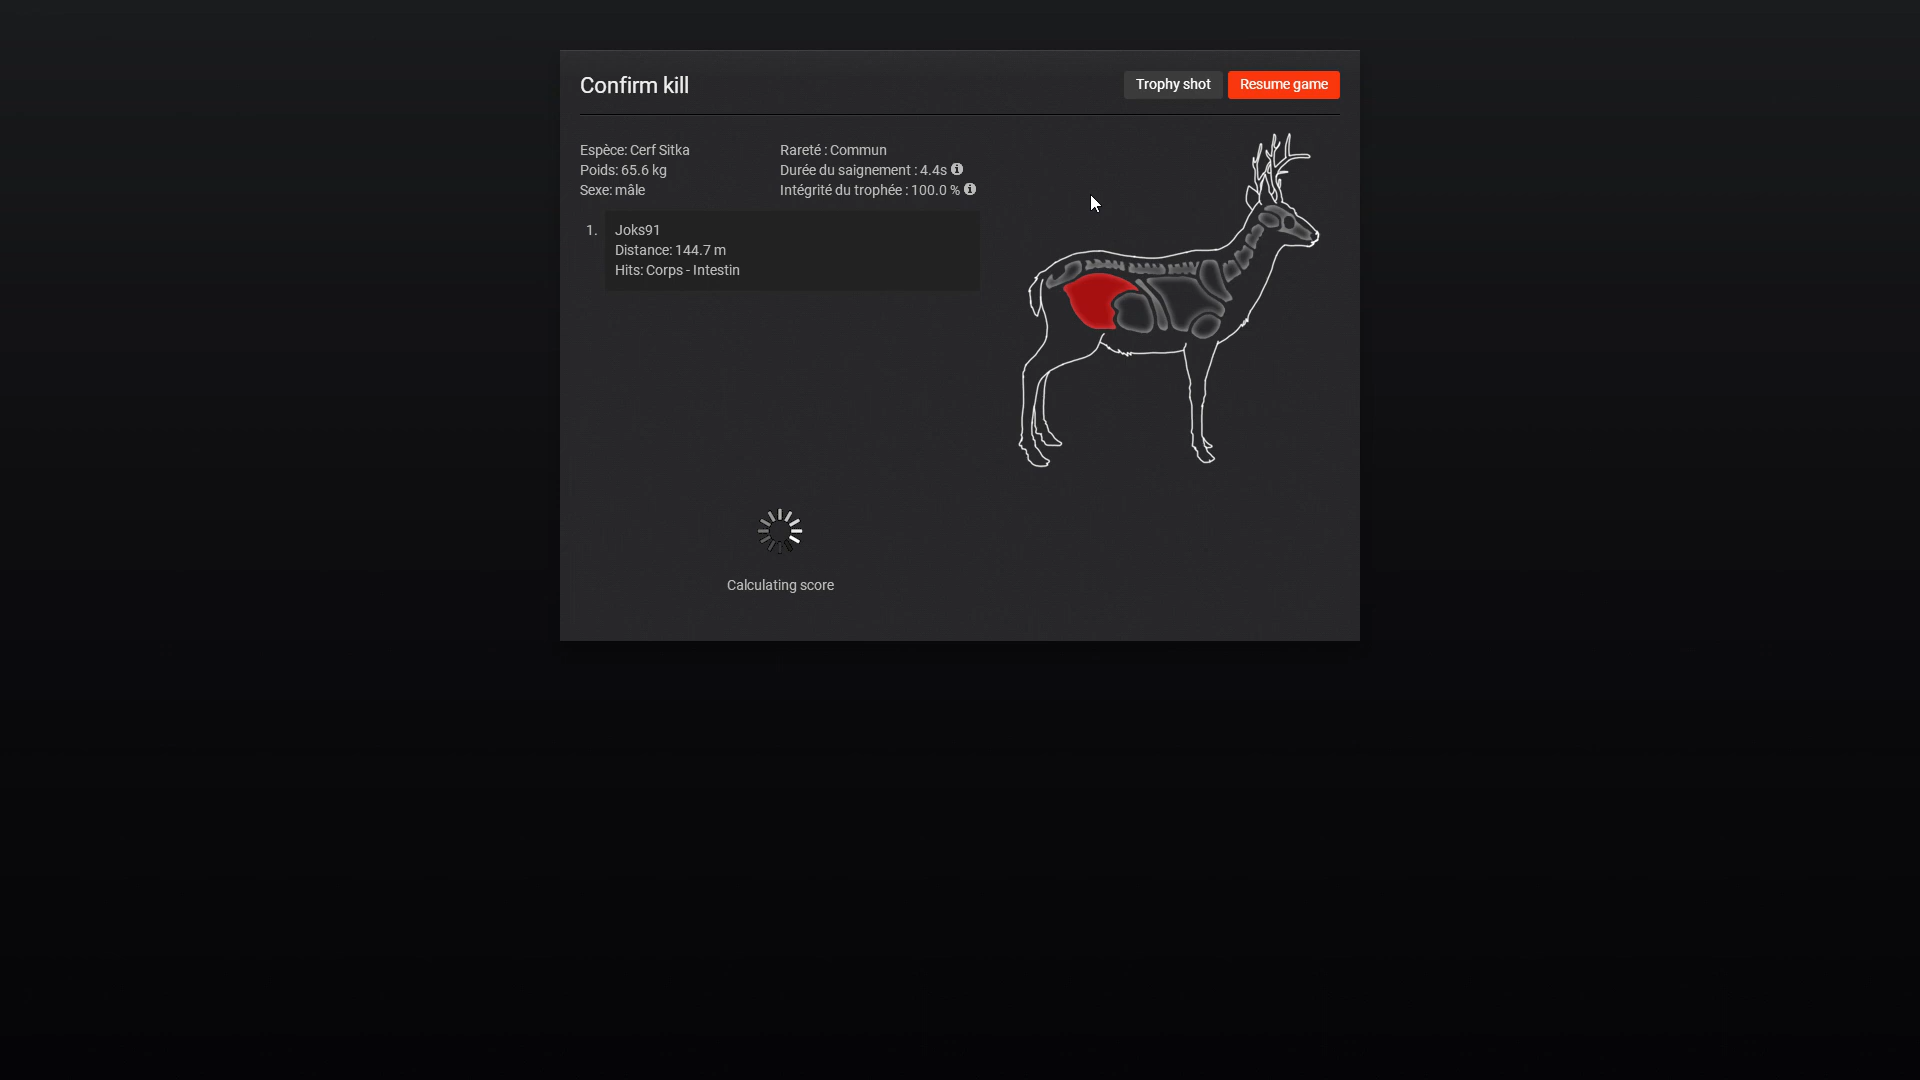 Confirm kill
Trophy shot
Resume game
Espèce: Cerf Sitka
Poids: 65.6 kg
Sexe: mâle
Rareté : Commun
Durée du saignement : 4.4s
Intégrité du trophée : 100.0 %
1.
Joks91
Distance: 144.7 m
Hits: Corps - Intestin
Calculating score